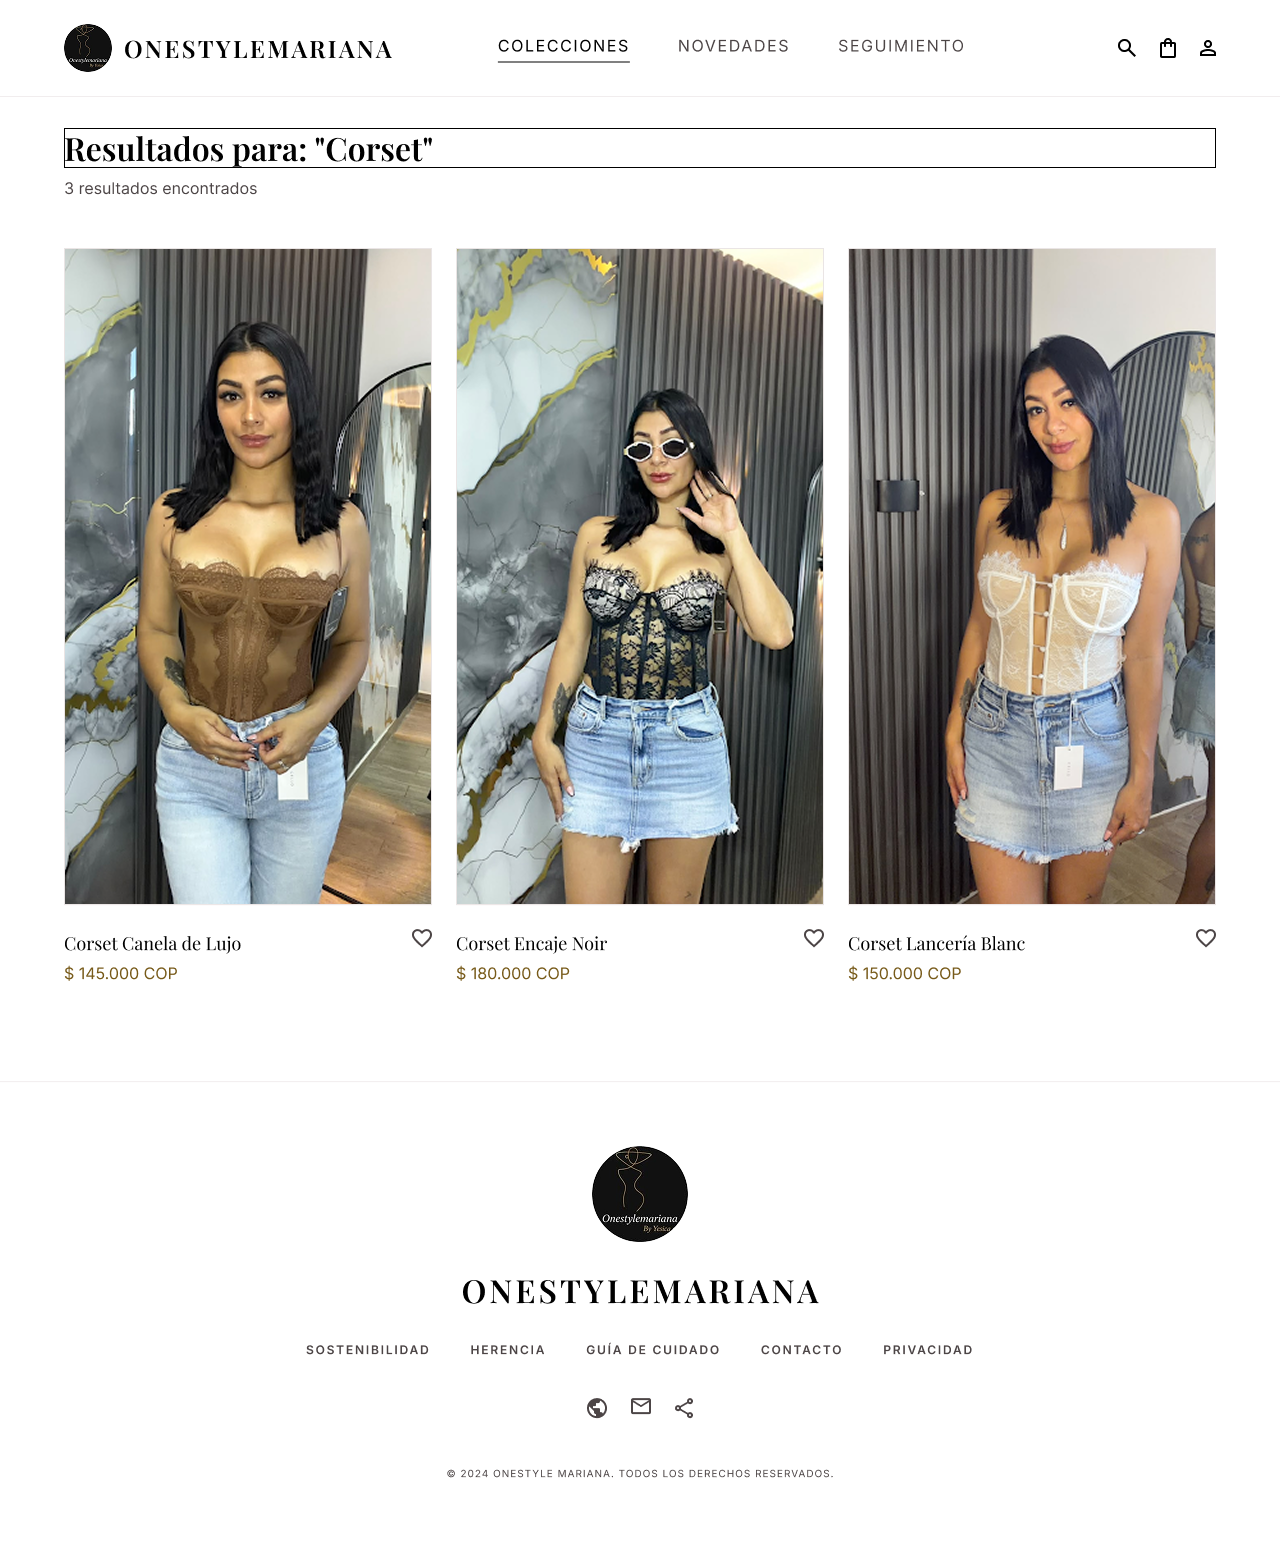 Onestylemariana
ONESTYLEMARIANA
COLECCIONES
NOVEDADES
SEGUIMIENTO
Resultados para: "Corset"
3 resultados encontrados
Corset Canela de Lujo
$ 145.000 COP
Corset Encaje Noir
$ 180.000 COP
Corset Lancería Blanc
$ 150.000 COP
Onestylemariana
By Yesica
ONESTYLEMARIANA
SOSTENIBILIDAD
HERENCIA
GUÍA DE CUIDADO
CONTACTO
PRIVACIDAD
© 2024 ONESTYLE MARIANA. TODOS LOS DERECHOS RESERVADOS.